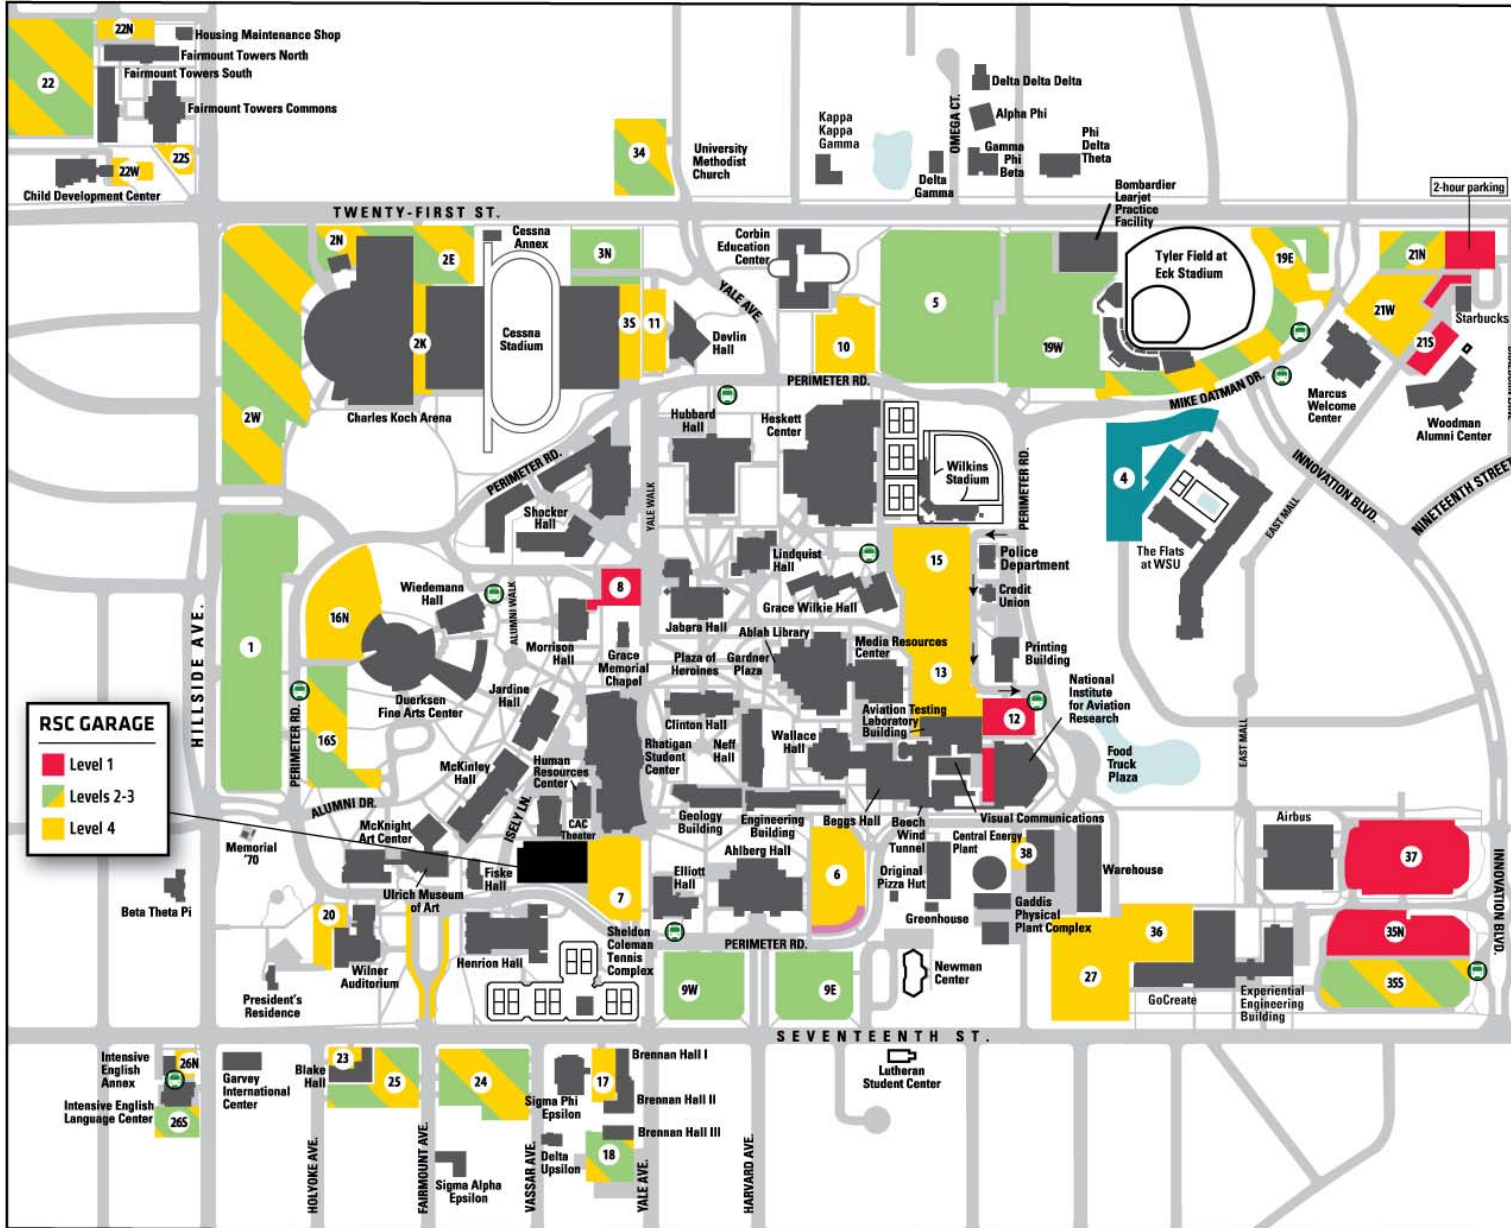 22N
Housing Maintenance Shop
Fairmount Towers North
Fairmount Towers South
22
Fairmount Towers Commons
22S
22W
Child Development Center
34
University
Methodist
Church
Kappa
Kappa
Gamma
OMEGA CT.
Delta Delta Delta
Alpha Phi
Gamma
Phi
Beta
Delta
Gamma
Phi
Delta
Theta
Bombardier
Learjet
Practice
Facility
2-hour parking
TWENTY-FIRST ST.
2N
2E
Cessna
Annex
3N
Corbin
Education
Center
YALE AVE.
5
Tyler Field at
Eck Stadium
19E
21N
21W
Starbucks
21S
2K
Cessna
Stadium
3S
11
Devlin
Hall
10
19W
PERIMETER RD.
MIKE OATMAN DR.
Marcus
Welcome
Center
Woodman
Alumni Center
2W
Charles Koch Arena
Hubbard
Hall
Heskett
Center
Wilkins
Stadium
PERIMETER RD.
4
INNOVATION BLVD.
NINETEENTH STREET
PERIMETER RD.
Shocker
Hall
YALE WALK
EAST MALL
The Flats
at WSU
Lindquist
Hall
15
Police
Department
Credit
Union
HILLSIDE AVE.
16N
Wiedemann
Hall
ALUMNI WALK
8
Grace Wilkie Hall
Morrison
Hall
Jabara Hall
Ablah Library
Media Resources
Center
Printing
Building
1
Grace
Memorial
Chapel
Plaza of
Heroines
Gardner
Plaza
13
National
Institute
for Aviation
Research
Duerksen
Fine Arts Center
Jardine
Hall
Clinton Hall
Aviation Testing
Laboratory
Building
12
RSC GARAGE
Level 1
Levels 2-3
Level 4
PERIMETER RD.
16S
McKinley
Hall
Human
Resources
Center
Rhatigan
Student
Center
Neff
Hall
Wallace
Hall
Food
Truck
Plaza
EAST MALL
ALUMNI DR.
ISELY LN.
McKnight
Art Center
CAC
Theater
Geology
Building
Engineering
Building
Beggs Hall
Beech
Wind
Tunnel
Visual Communications
Airbus
Memorial
'70
Central Energy
Plant
38
Warehouse
37
Beta Theta Pi
Ulrich Museum
of Art
Fiske
Hall
7
Elliott
Hall
Ahlberg Hall
6
Original
Pizza Hut
Greenhouse
Gaddis
Physical
Plant Complex
36
35N
INNOVATION BLVD.
20
Wilner
Auditorium
Henrion Hall
Sheldon
Coleman
Tennis
Complex
PERIMETER RD.
9W
9E
Newman
Center
27
GoCreate
Experiential
Engineering
Building
35S
President's
Residence
SEVENTEENTH ST.
Intensive
English
Annex
26N
Intensive English
Language Center
26S
Garvey
International
Center
Blake
Hall
23
25
24
Sigma Phi
Epsilon
17
Brennan Hall I
Brennan Hall II
Brennan Hall III
Lutheran
Student Center
HOLYOKE AVE.
FAIRMOUNT AVE.
Sigma Alpha
Epsilon
VASSAR AVE.
Delta
Upsilon
18
YALE AVE.
HARVARD AVE.